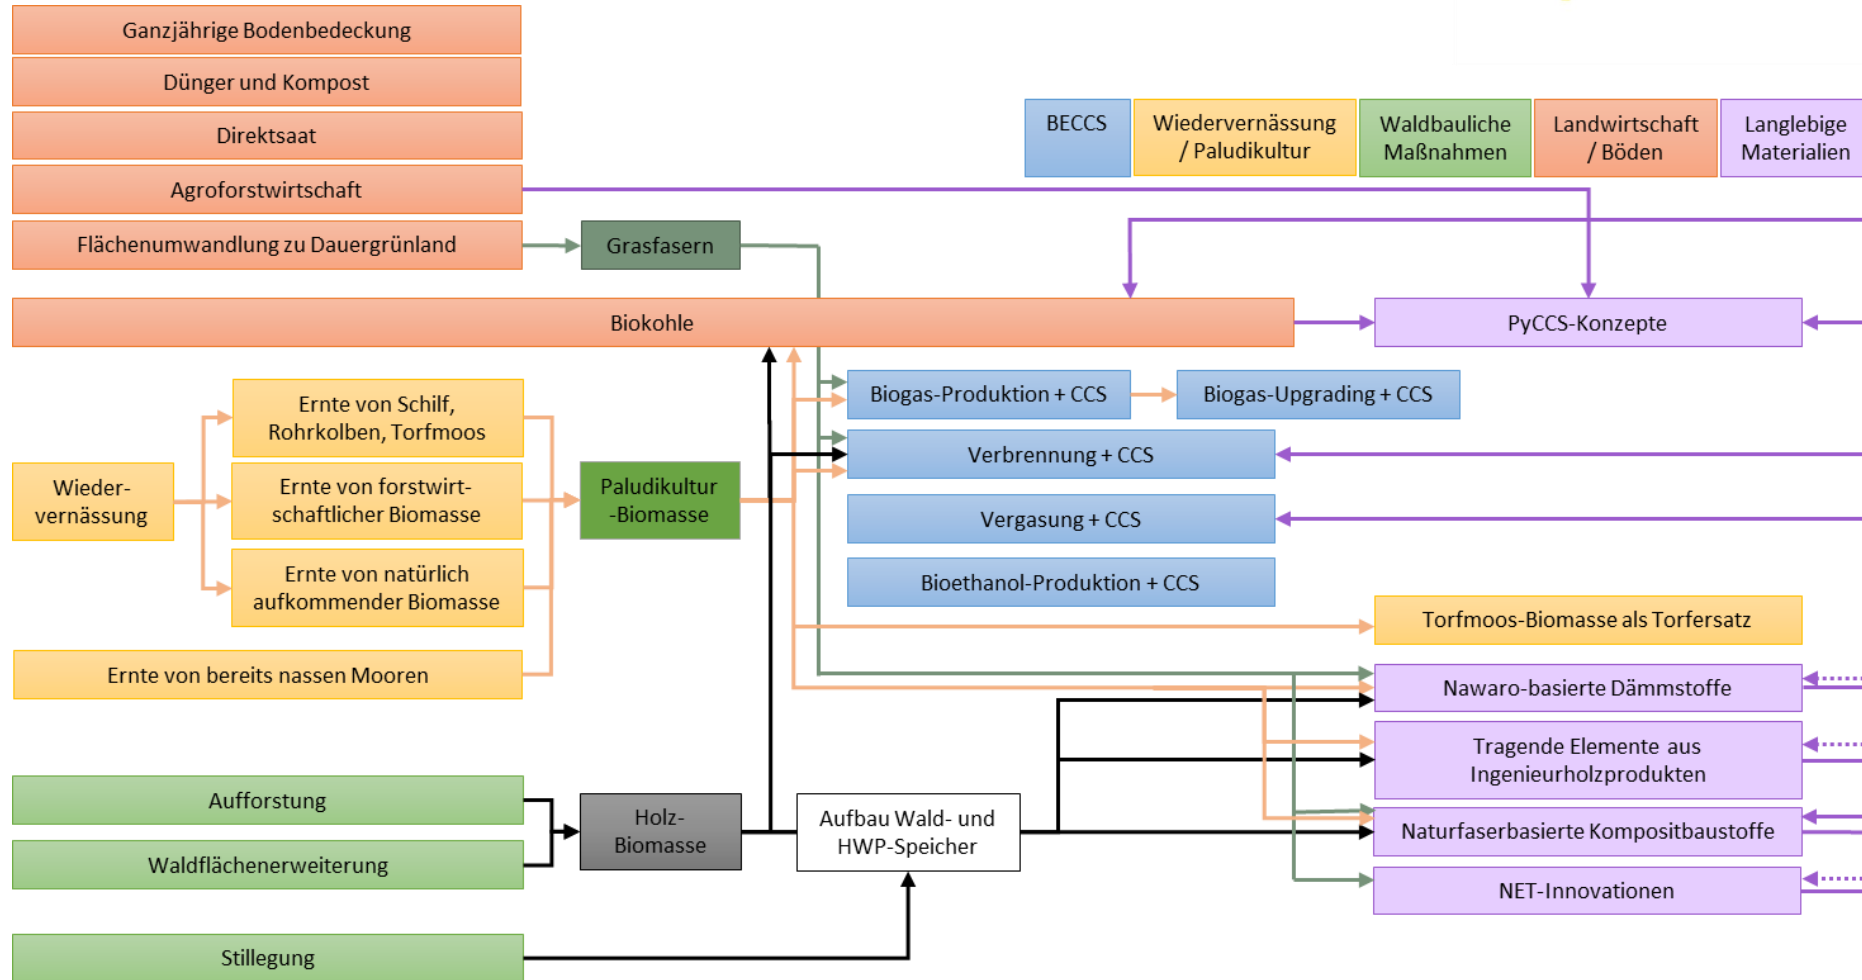 Ganzjährige Bodenbedeckung
Dünger und Kompost
Direktsaat
Agroforstwirtschaft
Flächenumwandlung zu Dauergrünland
Grasfasern
BECCS
Wiedervernässung
/ Paludikultur
Waldbauliche
Maßnahmen
Landwirtschaft
/ Böden
Langlebige
Materialien
Biokohle
PyCCS-Konzepte
Wieder-
vernässung
Ernte von Schilf,
Rohrkolben, Torfmoos
Ernte von forstwirt-
schaftlicher Biomasse
Ernte von natürlich
aufkommender Biomasse
Ernte von bereits nassen Mooren
Paludikultur
-Biomasse
Biogas-Produktion + CCS
Biogas-Upgrading + CCS
Verbrennung + CCS
Vergasung + CCS
Bioethanol-Produktion + CCS
Torfmoos-Biomasse als Torfersatz
Nawaro-basierte Dämmstoffe
Tragende Elemente aus
Ingenieurholzprodukten
Naturfaserbasierte Kompositbaustoffe
NET-Innovationen
Aufforstung
Waldflächenerweiterung
Holz-
Biomasse
Aufbau Wald- und
HWP-Speicher
Stillegung